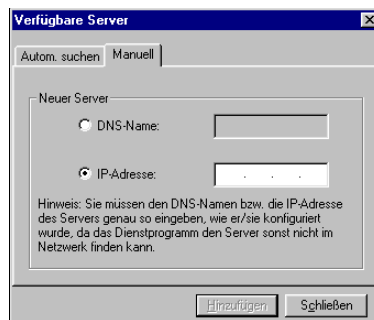 Verfügbare Server
Autom. suchen Manuell
Neuer Server
DNS-Name:
IP-Adresse:
Hinweis: Sie müssen den DNS-Namen bzw. die IP-Adresse
des Servers genau so eingeben, wie er/sie konfiguriert
wurde, da das Dienstprogramm den Server sonst nicht im
Netzwerk finden kann.
Hinzufügen Schließen